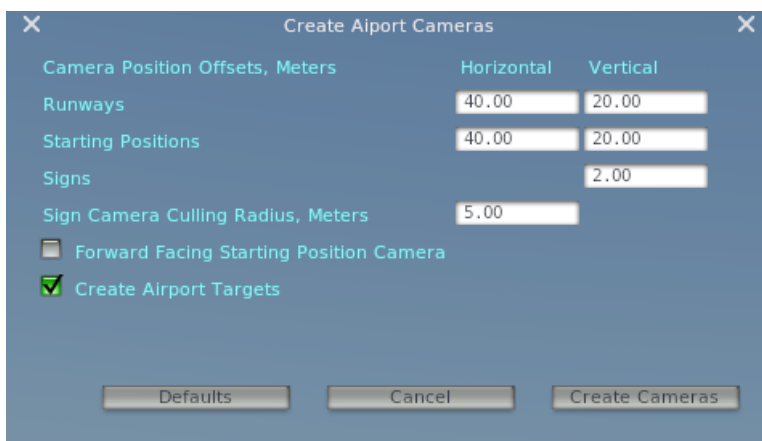 Create Aiport Cameras
Camera Position Offsets, Meters Horizontal Vertical
Runways 40.00 20.00
Starting Positions 40.00 20.00
Signs 2.00
Sign Camera Culling Radius, Meters 5.00
Forward Facing Starting Position Camera
Create Airport Targets
Defaults Cancel Create Cameras